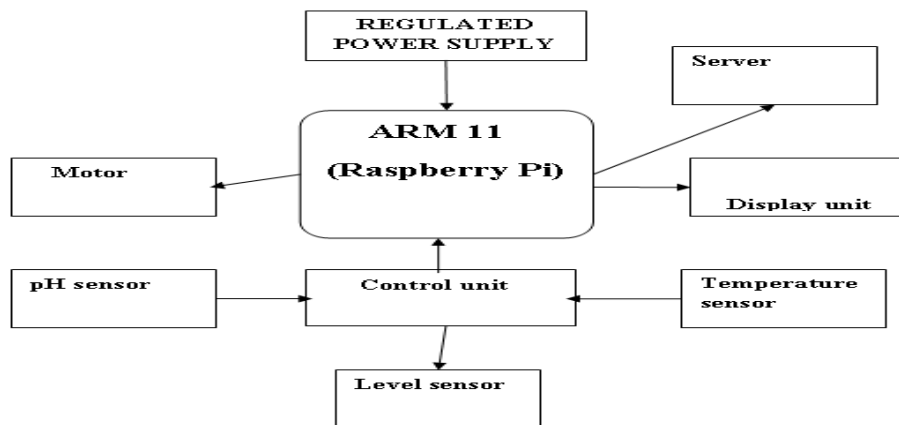 REGULATED
POWER SUPPLY
Server
ARM 11
(Raspberry Pi)
Motor
Display unit
pH sensor
Control unit
Temperature
sensor
Level sensor